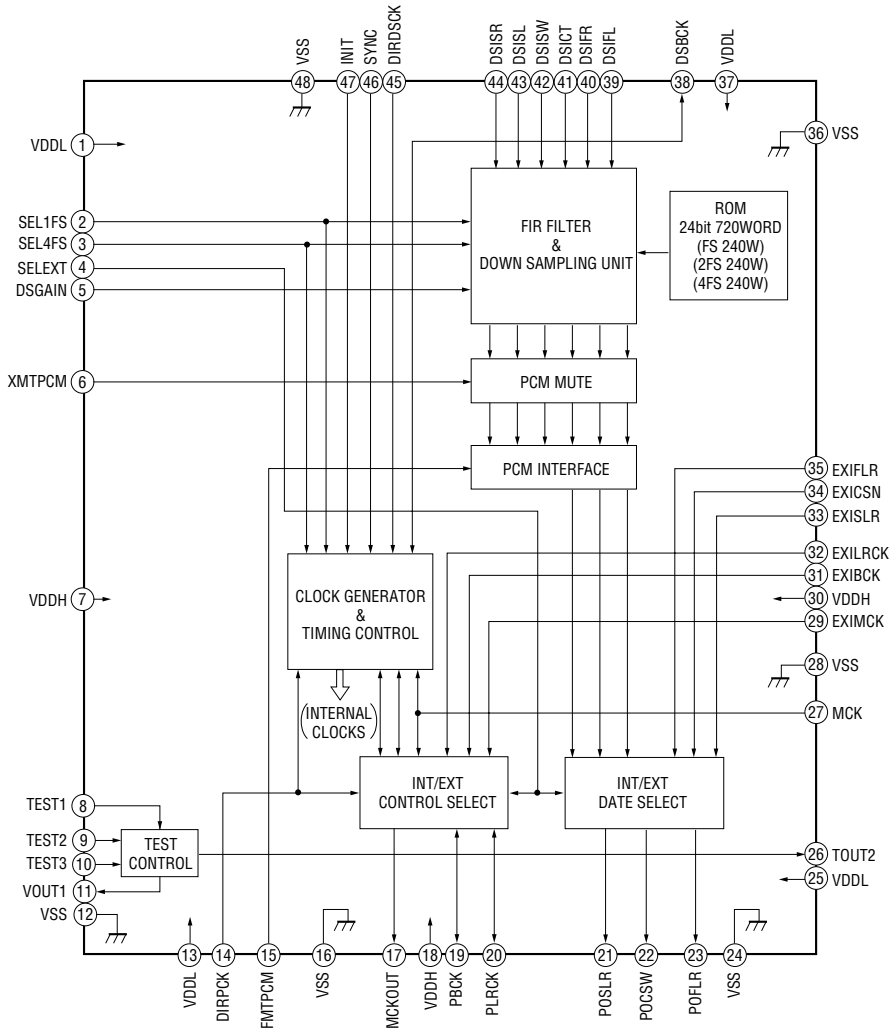 VSS
INIT
SYNC
DIRDSCK
DSISR
DSISL
DSISW
DSICT
DSIFR
DSIFL
DSBCK
VDDL
48
47
46
45
44
43
42
41
40
39
38
37
VDDL 1
36 VSS
SEL1FS 2
SEL4FS 3
SELEXT 4
DSGAIN 5
FIR FILTER
&
DOWN SAMPLING UNIT
ROM
24bit 720WORD
(FS 240W)
(2FS 240W)
(4FS 240W)
XMTPCM 6
PCM MUTE
PCM INTERFACE
35 EXIFLR
34 EXICSN
33 EXISLR
32 EXILRCK
31 EXIBCK
30 VDDH
29 EXIMCK
VDDH 7
CLOCK GENERATOR
&
TIMING CONTROL
28 VSS
(INTERNAL
CLOCKS)
27 MCK
INT/EXT
CONTROL SELECT
INT/EXT
DATE SELECT
TEST1 8
TEST2 9
TEST3 10
VOUT1 11
VSS 12
TEST
CONTROL
26 TOUT2
25 VDDL
13
14
15
16
17
18
19
20
21
22
23
24
VDDL
DIRPCK
FMTPCM
VSS
MCKOUT
VDDH
PBCK
PLRCK
POSLR
POCSW
POFLR
VSS